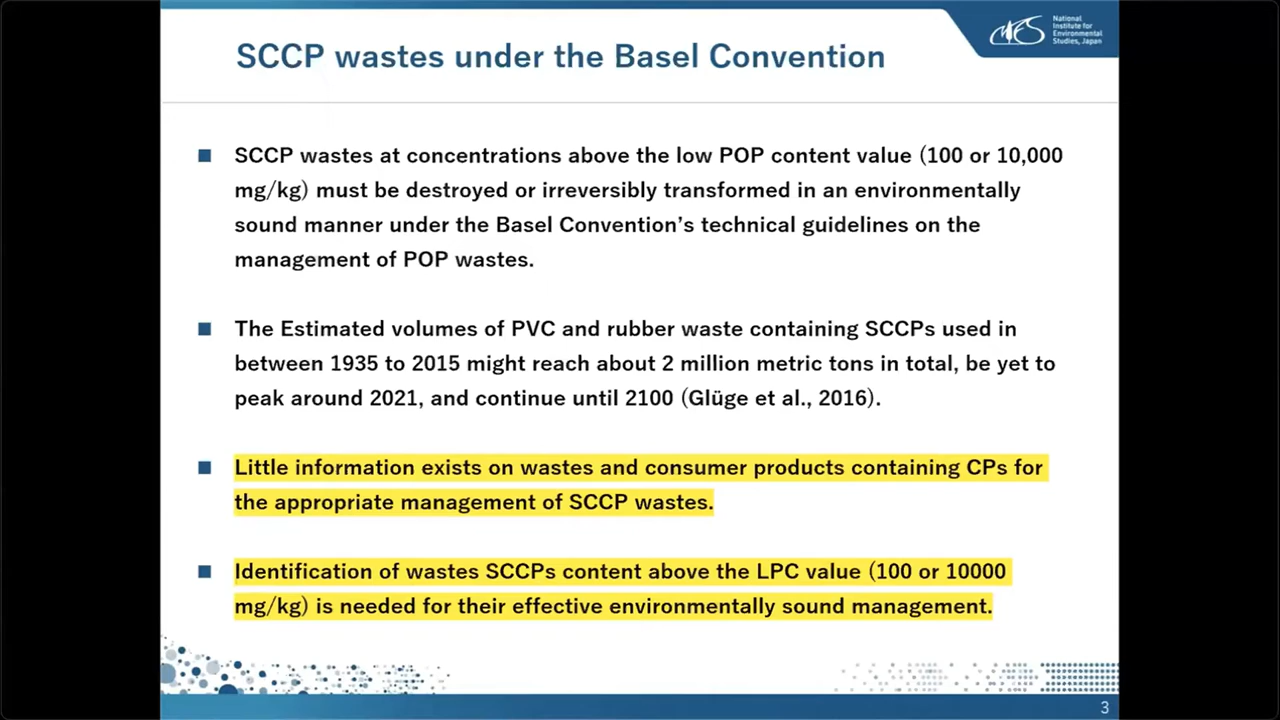 National
Institute for
Environmental
Studies, Japan
SCCP wastes under the Basel Convention
■ SCCP wastes at concentrations above the low POP content value (100 or 10,000
mg/kg) must be destroyed or irreversibly transformed in an environmentally
sound manner under the Basel Convention's technical guidelines on the
management of POP wastes.
■ The Estimated volumes of PVC and rubber waste containing SCCPs used in
between 1935 to 2015 might reach about 2 million metric tons in total, be yet to
peak around 2021, and continue until 2100 (Glüge et al., 2016).
■ Little information exists on wastes and consumer products containing CPs for
the appropriate management of SCCP wastes.
■ Identification of wastes SCCPs content above the LPC value (100 or 10000
mg/kg) is needed for their effective environmentally sound management.
3